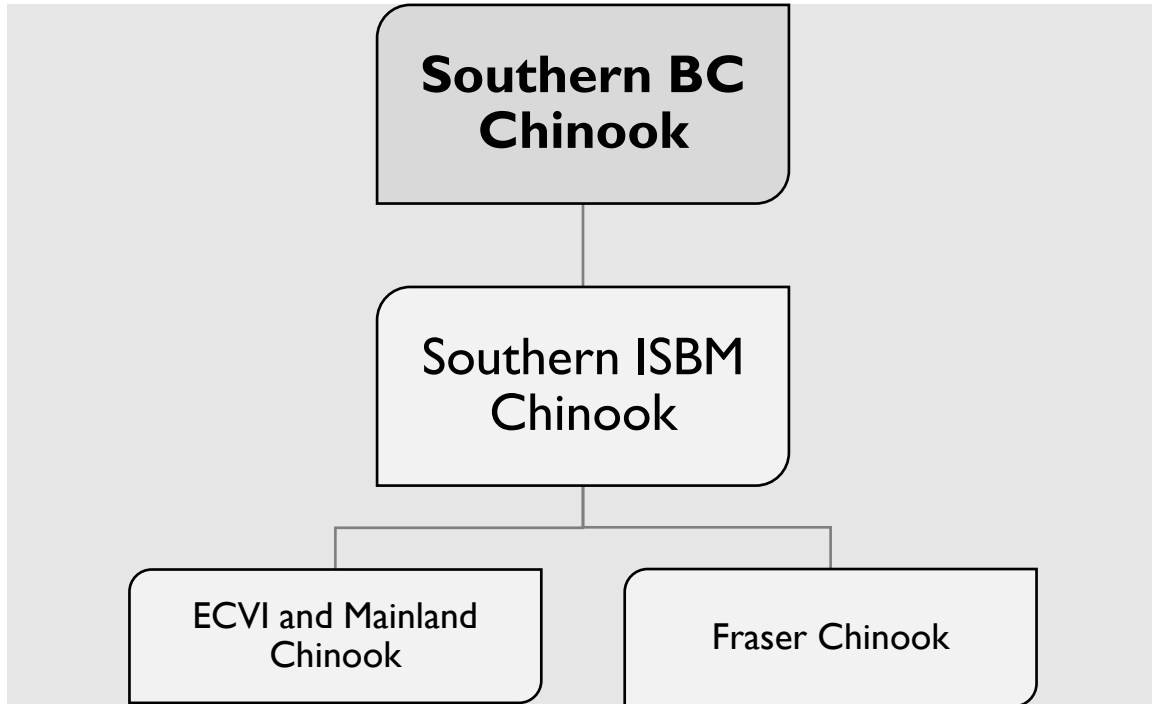 Southern BC
Chinook
Southern ISBM
Chinook
ECVI and Mainland
Chinook
Fraser Chinook